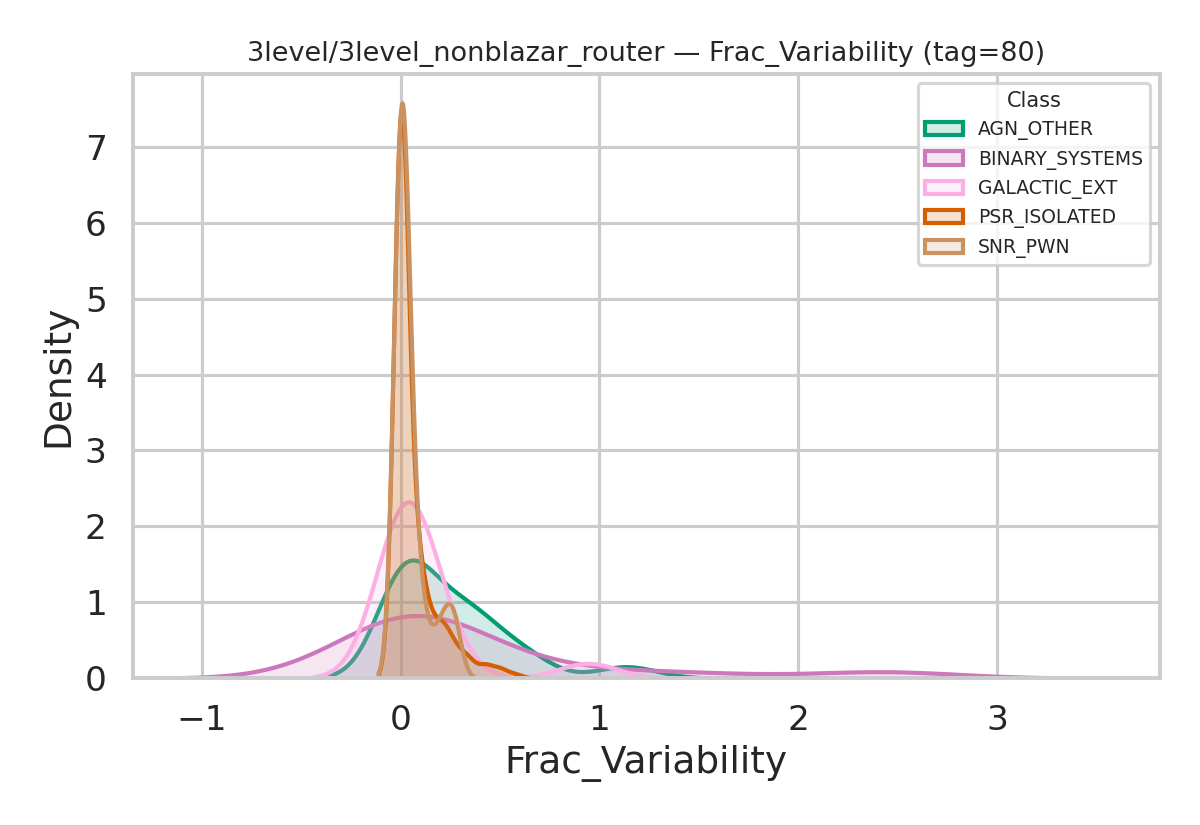 3level/3level_nonblazar_router — Frac_Variability (tag=80)
Class
AGN_OTHER
BINARY_SYSTEMS
GALACTIC_EXT
PSR_ISOLATED
SNR_PWN
Density
7
6
5
4
3
2
1
0
−1 0 1 2 3
Frac_Variability